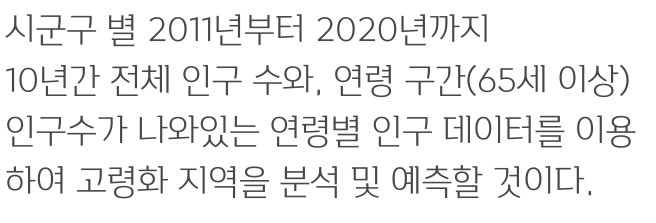 시군구 별 2011년부터 2020년까지
10년간 전체 인구 수와, 연령 구간(65세 이상)
인구수가 나와있는 연령별 인구 데이터를 이용
하여 고령화 지역을 분석 및 예측할 것이다.